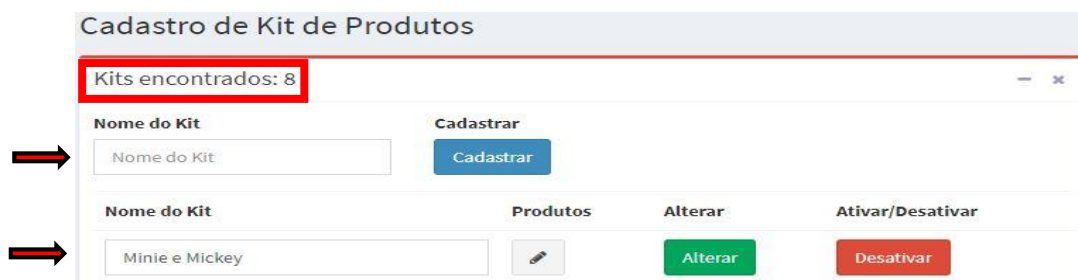 Cadastro de Kit de Produtos
Kits encontrados: 8
Nome do Kit Cadastrar
Nome do Kit Cadastrar
Nome do Kit Produtos Alterar Ativar/Desativar
Minie e Mickey Alterar Desativar